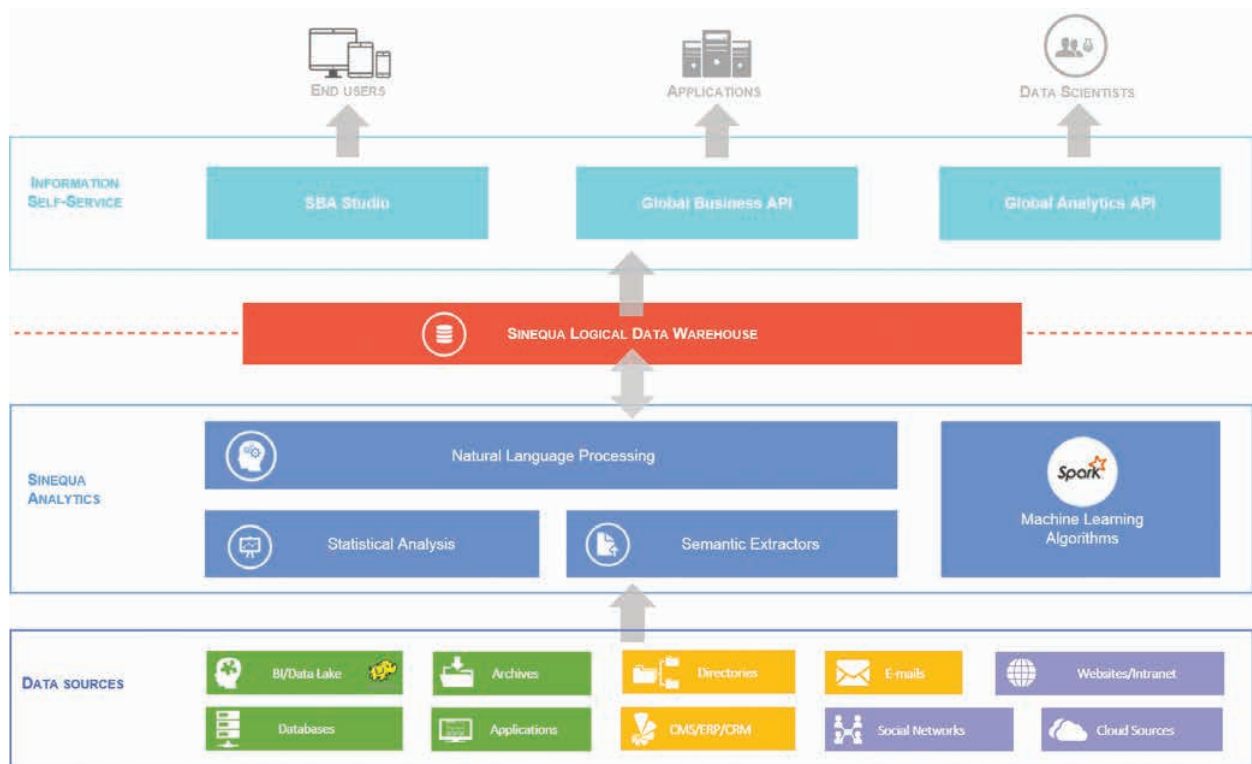 END USERS
APPLICATIONS
DATA SCIENTISTS
INFORMATION
SELF-SERVICE
SBA Studio
Global Business API
Global Analytics API
SINEQUA LOGICAL DATA WAREHOUSE
SINEQUA
ANALYTICS
Natural Language Processing
Statistical Analysis
Semantic Extractors
Spark
Machine Learning
Algorithms
DATA SOURCES
BI/Data Lake
Archives
Directories
E-mails
Websites/Intranet
Databases
Applications
CMS/ERP/CRM
Social Networks
Cloud Sources